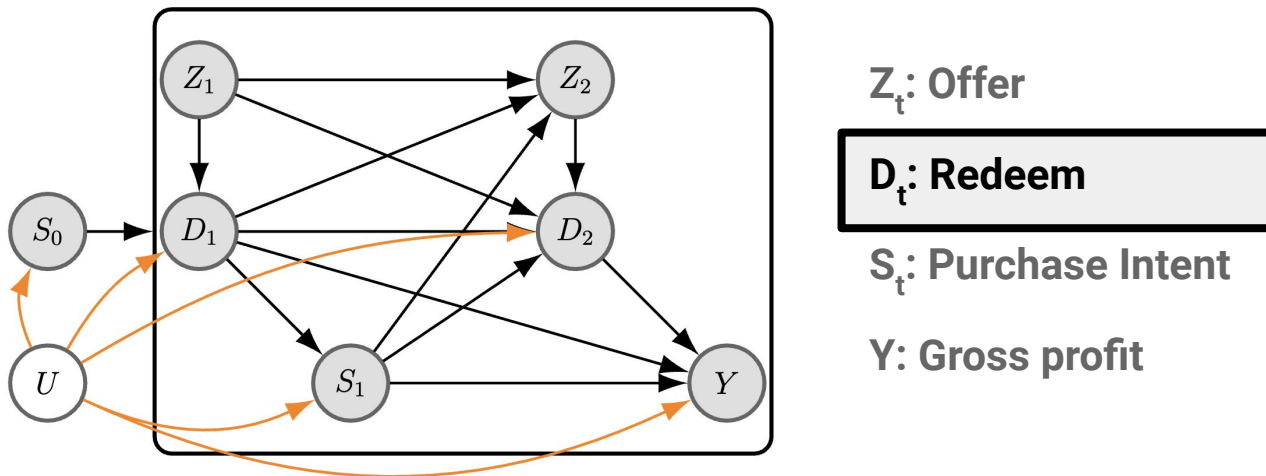 Z₁
Z₂
S₀
D₁
D₂
U
S₁
Y
Zₜ: Offer
Dₜ: Redeem
Sₜ: Purchase Intent
Y: Gross profit